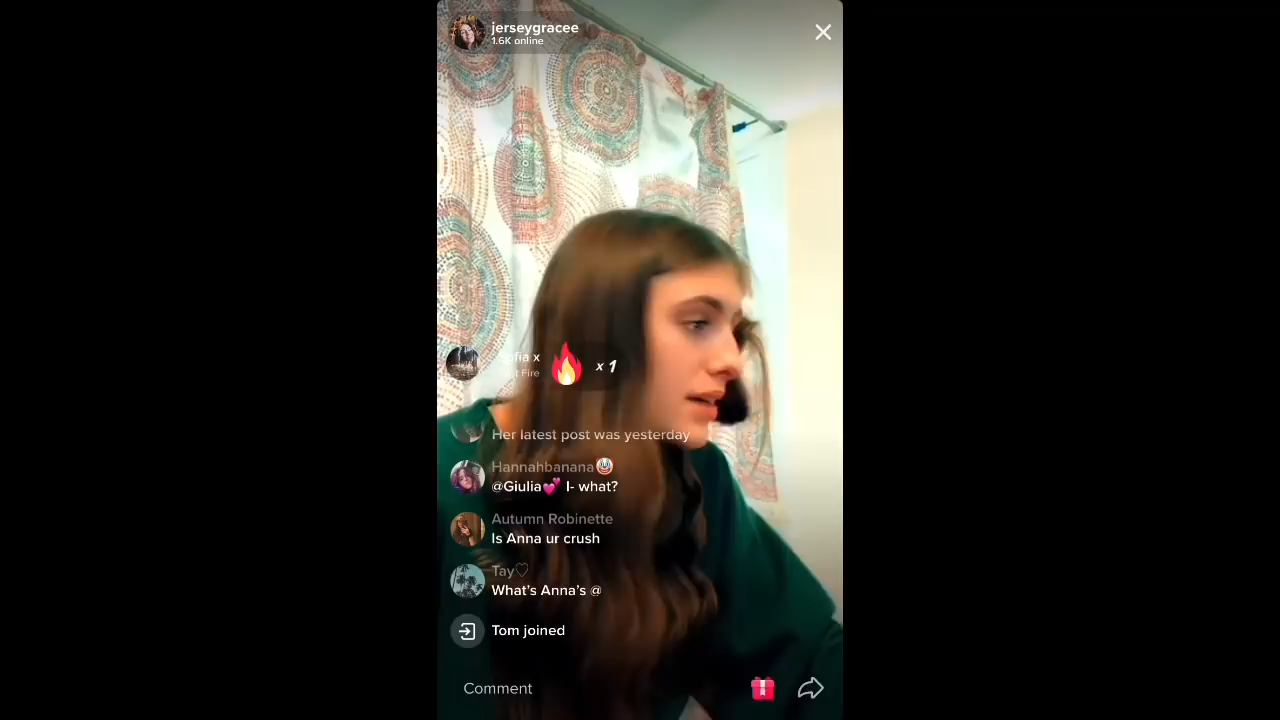 jerseygracee
1.6K online
x 1
Her latest post was yesterday
Hannahbanana🤡
@Giulia💕 I- what?
Autumn Robinette
Is Anna ur crush
Tay♡
What's Anna's @
Tom joined
Comment